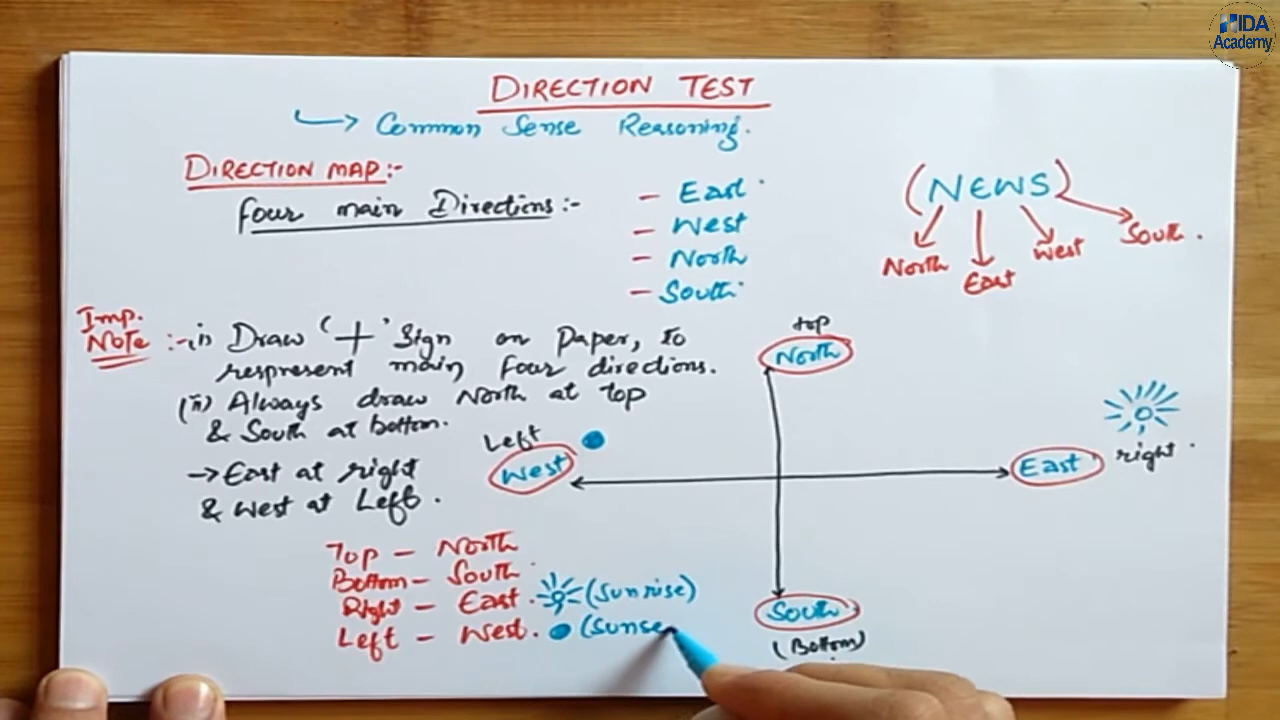 HIDA
Academy
DIRECTION TEST
Common Sense Reasoning.
DIRECTION MAP:-
four main Directions:-
- East
- West
- North
- South
(NEWS)
North
East
West
South.
Imp.
NOTE :- (i) Draw '+' Sign on Paper, to
respresent main four directions.
(ii) Always draw North at top
& South at bottom.
→ East at right
& West at Left.
top
North
Left
West
East
right
South
(Bottom)
Top - North
Bottom - South
Right - East. (Sunrise)
Left - West. (Sunse